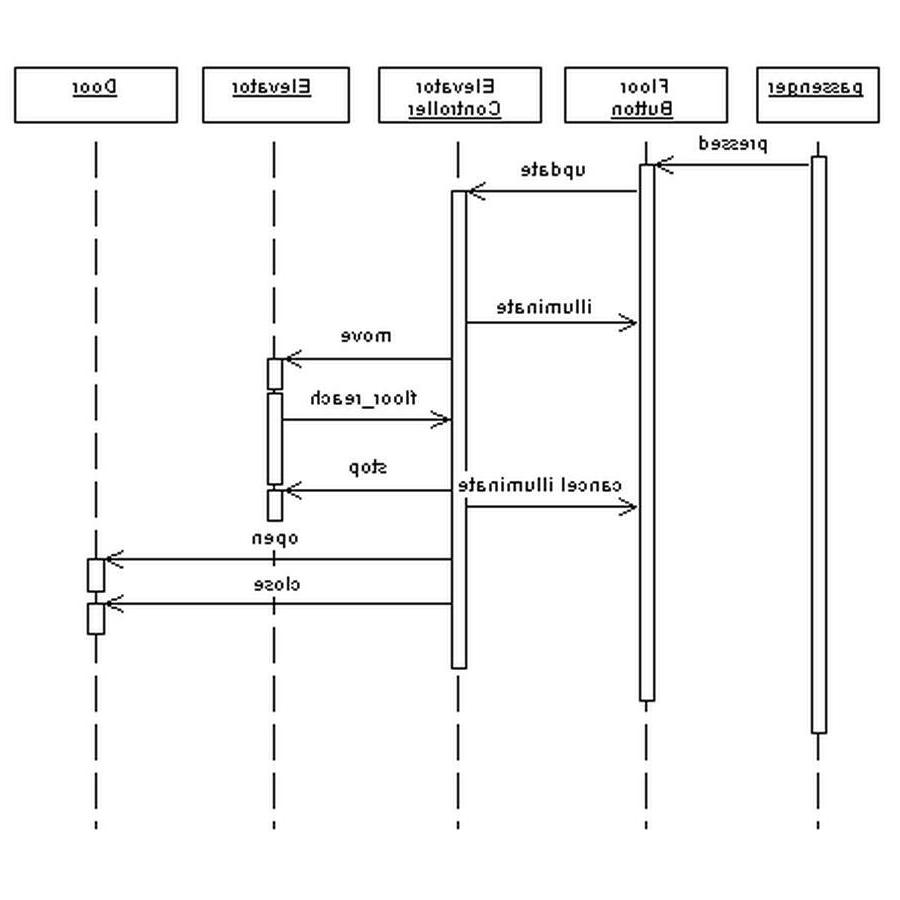 passenger
Floor
Button
Elevator
Controller
Elevator
Door
pressed
update
illuminate
move
floor_reach
stop
cancel illuminate
open
close